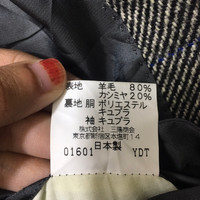 表地 羊毛 80%
カシミヤ20%
裏地 胴 ポリエステル
キュプラ
袖 キュプラ
株式会社 三陽商会
東京都新宿区本塩町14
日本製
01601 YDT